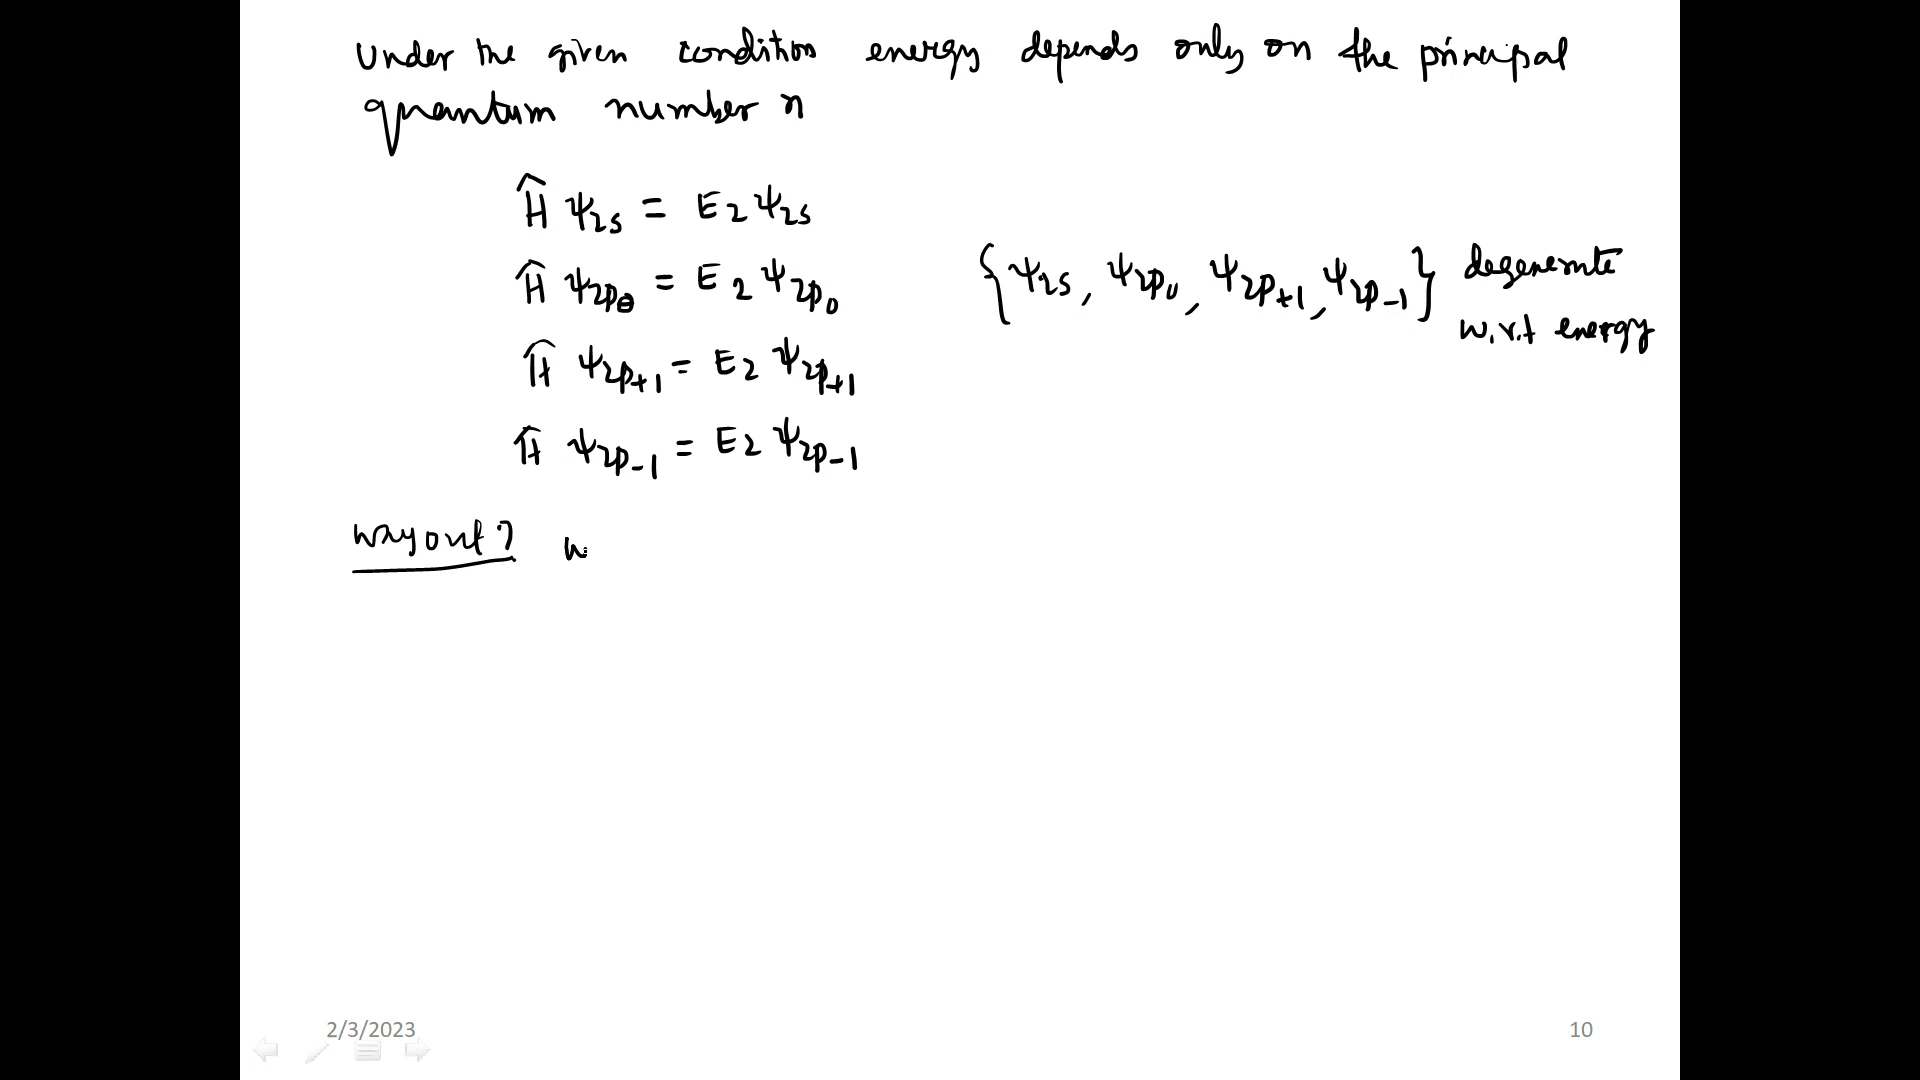 Under the given condition energy depends only on the principal
quantum number n
Ĥ ψ2s = E2 ψ2s
Ĥ ψ2p0 = E2 ψ2p0
{ψ2s, ψ2p0, ψ2p+1, ψ2p-1} degenerate
w.r.t energy
Ĥ ψ2p+1 = E2 ψ2p+1
Ĥ ψ2p-1 = E2 ψ2p-1
way out? w
2/3/2023 10